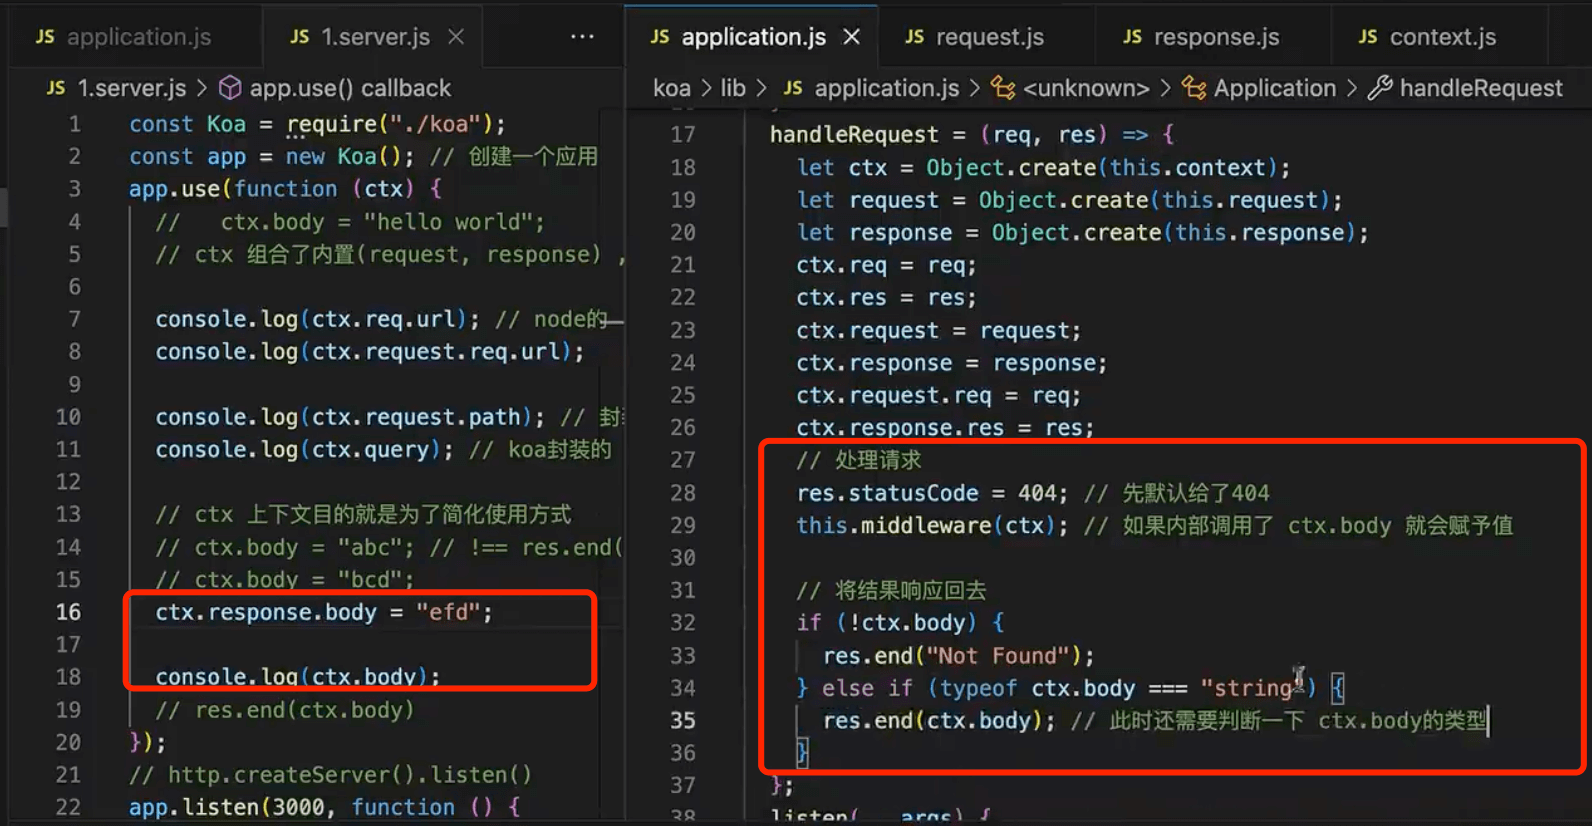 JS application.js
JS 1.server.js ×
···
JS 1.server.js > app.use() callback
1 const Koa = require("./koa");
2 const app = new Koa(); // 创建一个应用
3 app.use(function (ctx) {
4 //   ctx.body = "hello world";
5 // ctx 组合了内置(request, response) ,
6
7 console.log(ctx.req.url); // node的
8 console.log(ctx.request.req.url);
9
10 console.log(ctx.request.path); // 封
11 console.log(ctx.query); // koa封装的
12
13 // ctx 上下文目的就是为了简化使用方式
14 // ctx.body = "abc"; // !== res.end(
15 // ctx.body = "bcd";
16 ctx.response.body = "efd";
17
18 console.log(ctx.body);
19 // res.end(ctx.body)
20 });
21 // http.createServer().listen()
22 app.listen(3000, function () {
JS application.js ×
JS request.js
JS response.js
JS context.js
koa > lib > JS application.js > <unknown> > Application > handleRequest
17 handleRequest = (req, res) => {
18 let ctx = Object.create(this.context);
19 let request = Object.create(this.request);
20 let response = Object.create(this.response);
21 ctx.req = req;
22 ctx.res = res;
23 ctx.request = request;
24 ctx.response = response;
25 ctx.request.req = req;
26 ctx.response.res = res;
27 // 处理请求
28 res.statusCode = 404; // 先默认给了404
29 this.middleware(ctx); // 如果内部调用了 ctx.body 就会赋予值
30
31 // 将结果响应回去
32 if (!ctx.body) {
33 res.end("Not Found");
34 } else if (typeof ctx.body === "string") {
35 res.end(ctx.body); // 此时还需要判断一下 ctx.body的类型
36 }
37 };
38 listen(...args) {